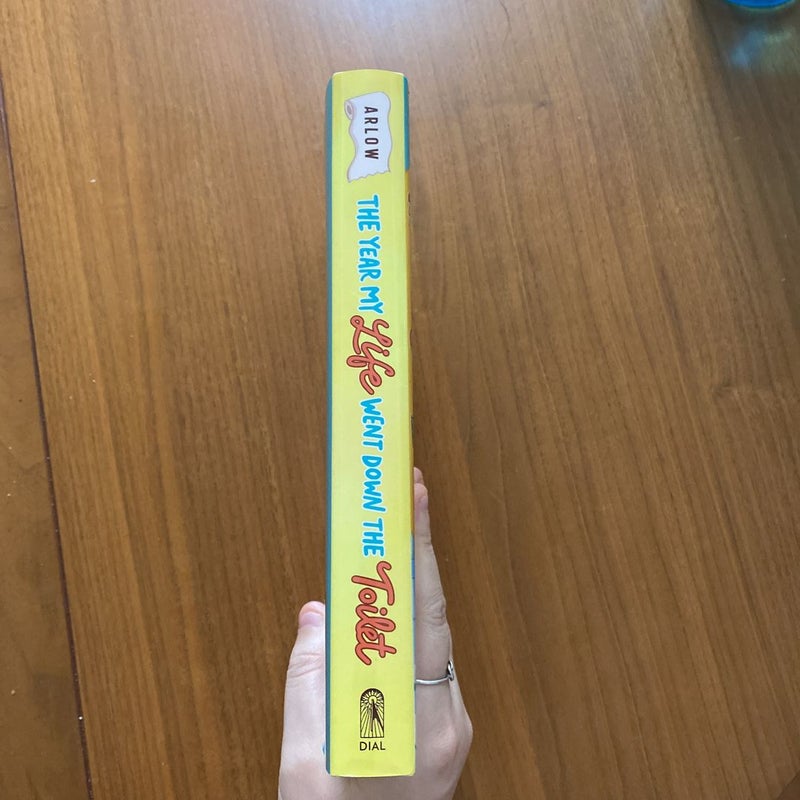 ARLOW
THE YEAR MY Life WENT DOWN THE Toilet
DIAL